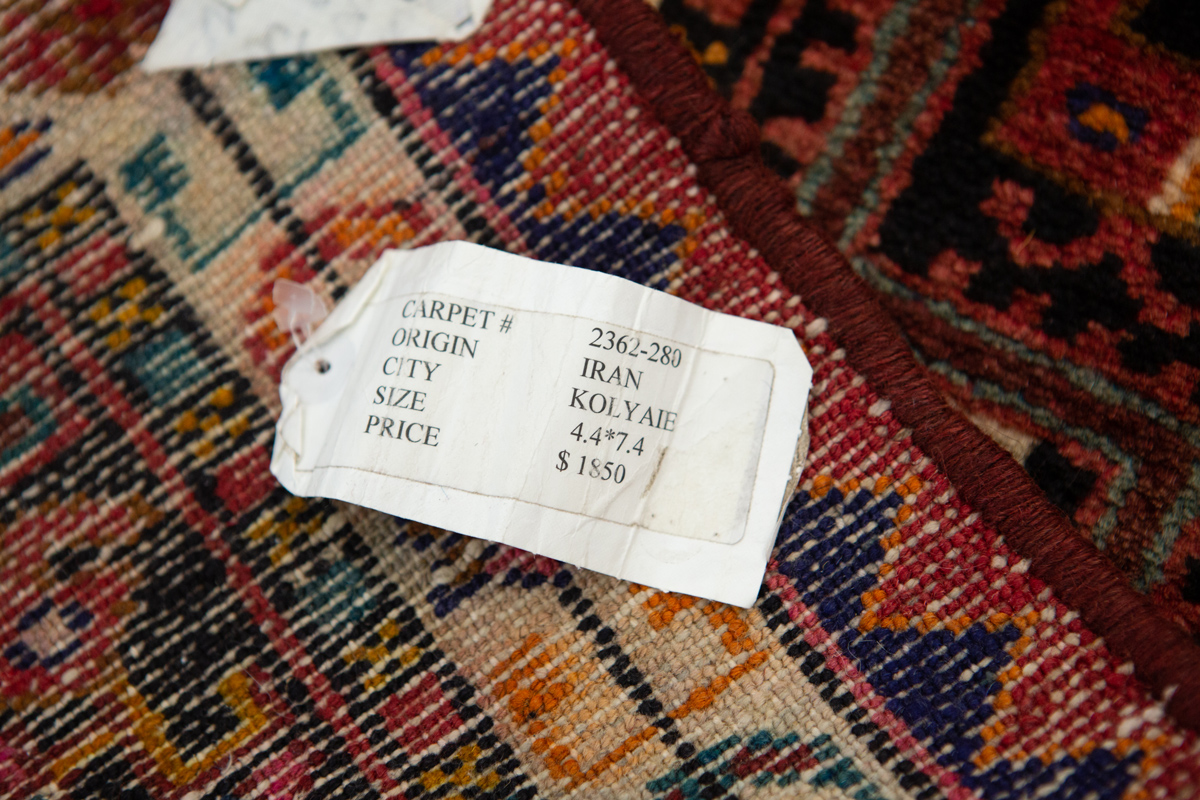 CARPET # 2362-280
ORIGIN IRAN
CITY KOLYAIE
SIZE 4.4*7.4
PRICE $ 1850